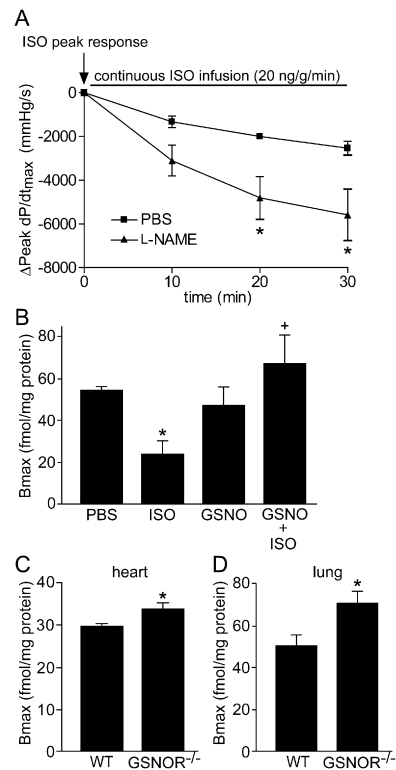 A
ISO peak response
continuous ISO infusion (20 ng/g/min)
ΔPeak dP/dtmax (mmHg/s)
0
-2000
-4000
-6000
-8000
PBS
L-NAME
*
*
0
10
20
30
time (min)
B
Bmax (fmol/mg protein)
80
60
40
20
0
*
+
PBS
ISO
GSNO
GSNO
+
ISO
C
heart
Bmax (fmol/mg protein)
40
30
20
10
0
*
WT
GSNOR-/-
D
lung
Bmax (fmol/mg protein)
80
60
40
20
0
*
WT
GSNOR-/-